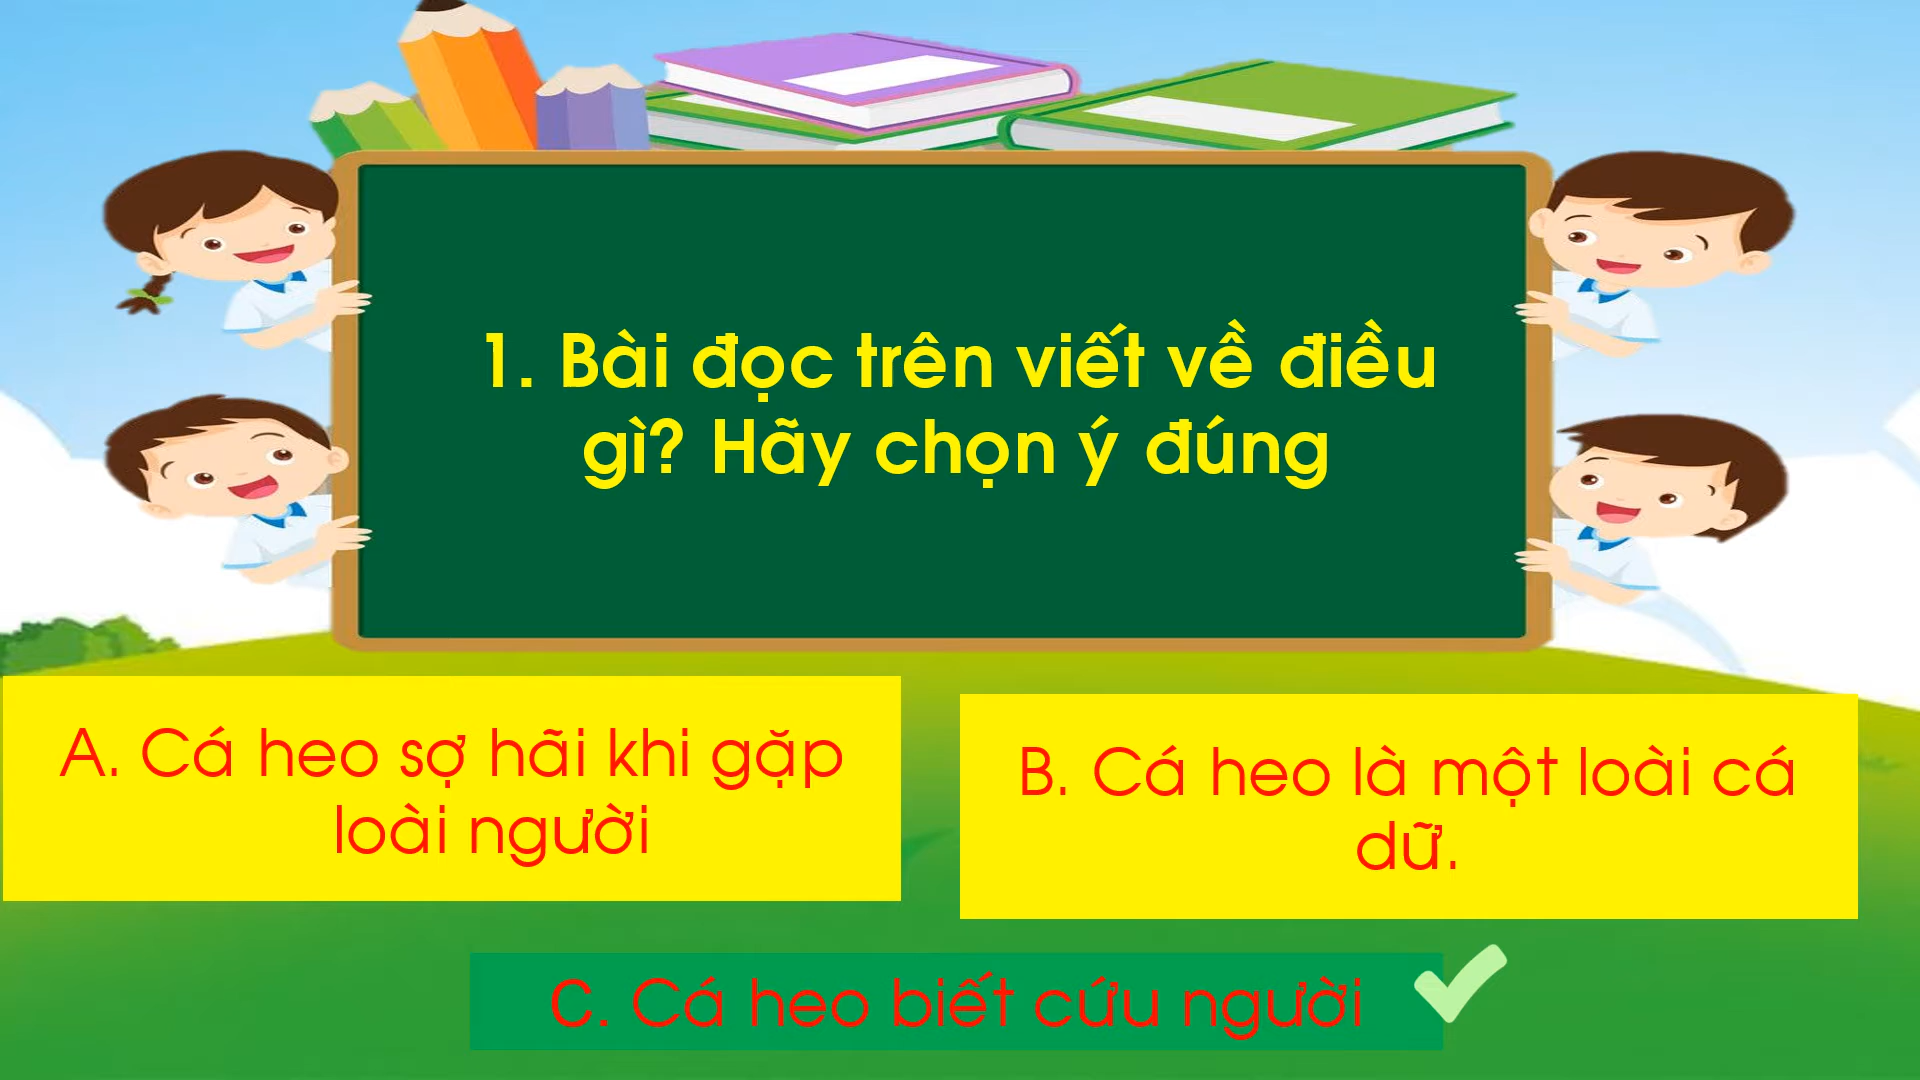 1. Bài đọc trên viết về điều
gì? Hãy chọn ý đúng
A. Cá heo sợ hãi khi gặp
loài người
B. Cá heo là một loài cá
dữ.
C. Cá heo biết cứu người